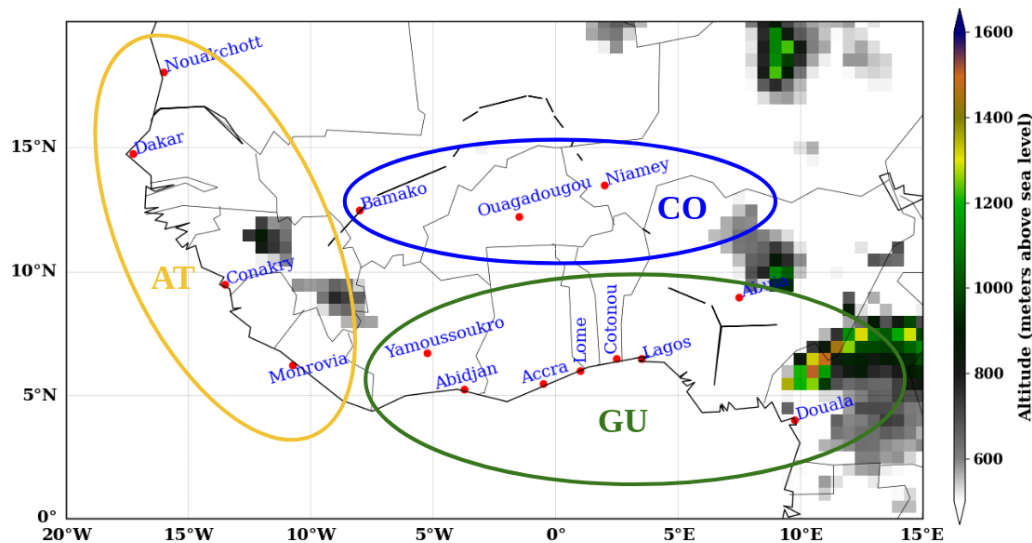 Nouakchott
Dakar
Bamako
Ouagadougou
Niamey
CO
AT
Conakry
Abuja
Yamoussoukro
Lome
Cotonou
Lagos
Monrovia
Abidjan
Accra
GU
Douala
15°N
10°N
5°N
0°
20°W
15°W
10°W
5°W
0°
5°E
10°E
15°E
1600
1400
1200
1000
800
600
Altitude (meters above sea level)